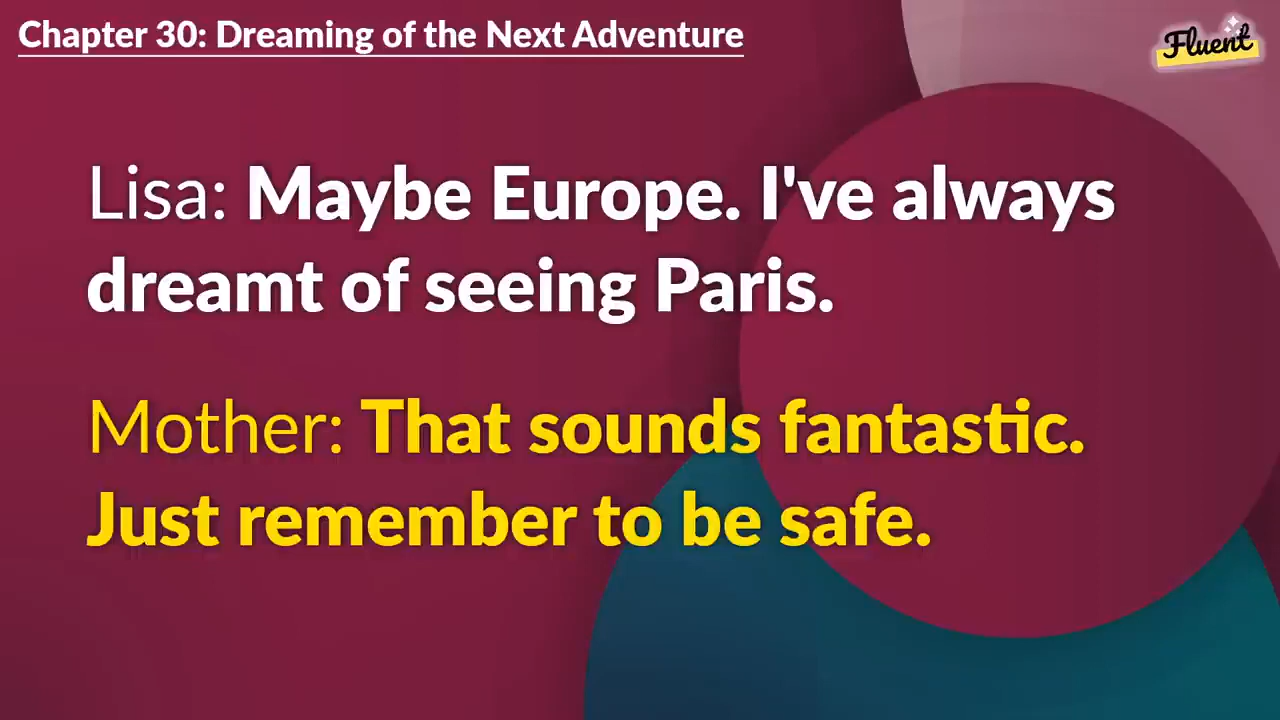 Chapter 30: Dreaming of the Next Adventure
Fluent
Lisa: Maybe Europe. I've always
dreamt of seeing Paris.
Mother: That sounds fantastic.
Just remember to be safe.